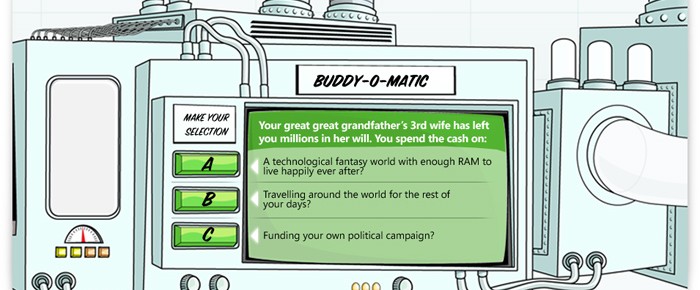 BUDDY-O-MATIC
MAKE YOUR
SELECTION
Your great great grandfather's 3rd wife has left
you millions in her will. You spend the cash on:
A
A technological fantasy world with enough RAM to
live happily ever after?
B
Travelling around the world for the rest of
your days?
C
Funding your own political campaign?